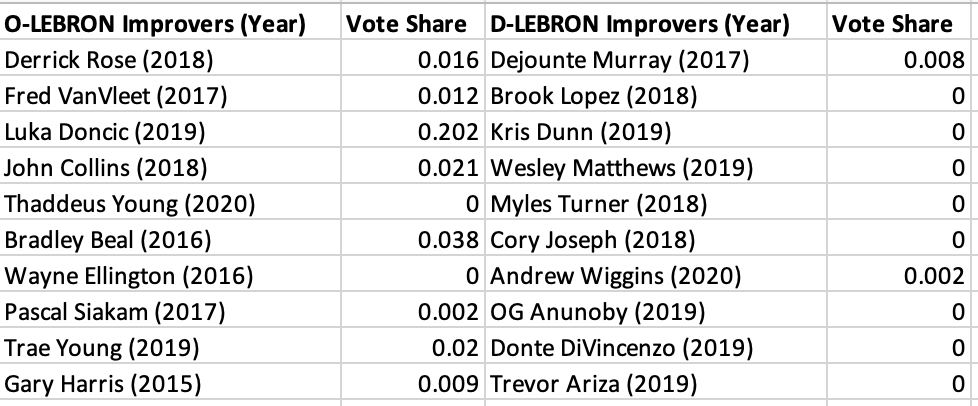 O-LEBRON Improvers (Year) Vote Share D-LEBRON Improvers (Year) Vote Share
Derrick Rose (2018) 0.016 Dejounte Murray (2017) 0.008
Fred VanVleet (2017) 0.012 Brook Lopez (2018) 0
Luka Doncic (2019) 0.202 Kris Dunn (2019) 0
John Collins (2018) 0.021 Wesley Matthews (2019) 0
Thaddeus Young (2020) 0 Myles Turner (2018) 0
Bradley Beal (2016) 0.038 Cory Joseph (2018) 0
Wayne Ellington (2016) 0 Andrew Wiggins (2020) 0.002
Pascal Siakam (2017) 0.002 OG Anunoby (2019) 0
Trae Young (2019) 0.02 Donte DiVincenzo (2019) 0
Gary Harris (2015) 0.009 Trevor Ariza (2019) 0